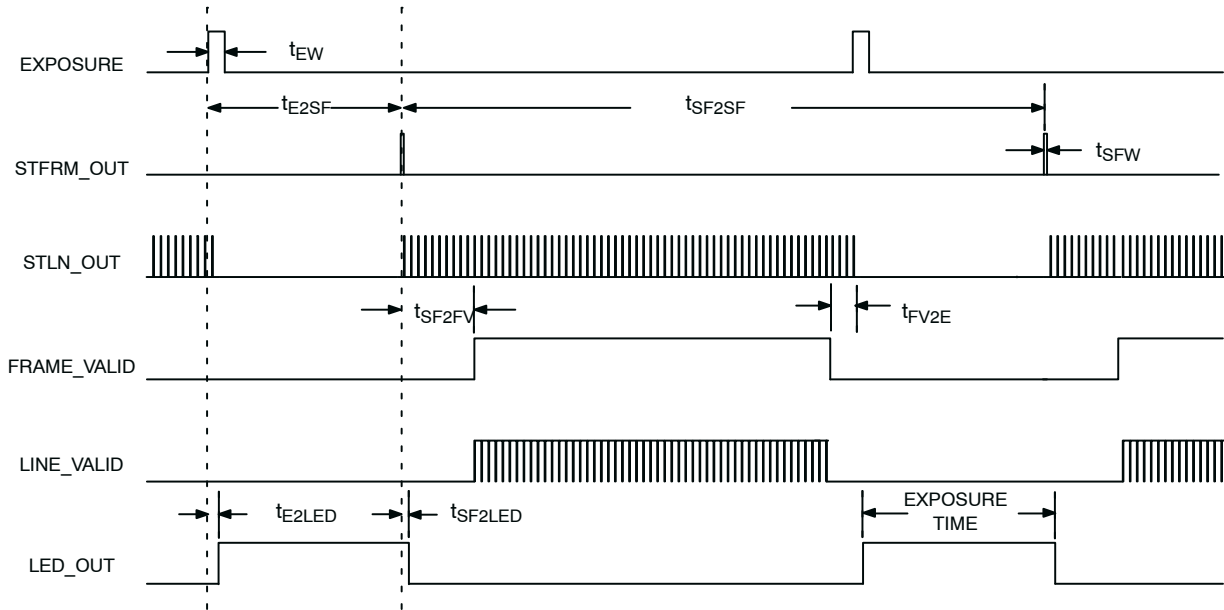 EXPOSURE
tEW
tE2SF
tSF2SF
STFRM_OUT
tSFW
STLN_OUT
tSF2FV
tFV2E
FRAME_VALID
LINE_VALID
tE2LED
tSF2LED
EXPOSURE
TIME
LED_OUT